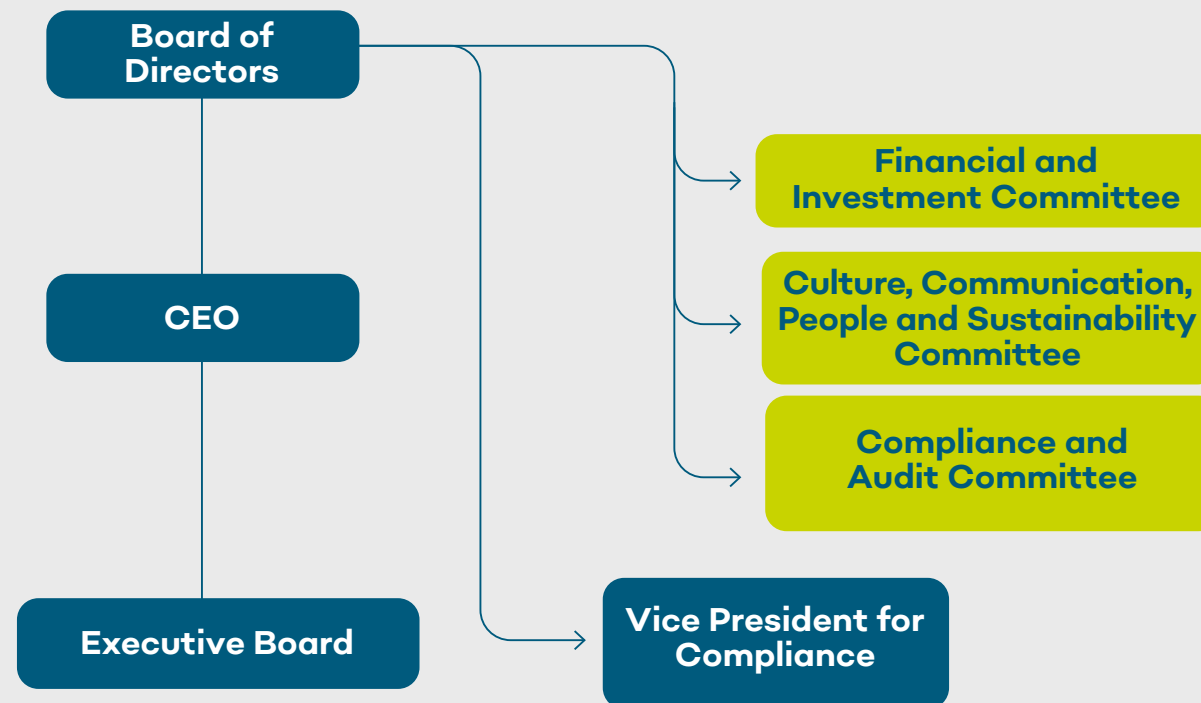 Board of
Directors
Financial and
Investment Committee
CEO
Culture, Communication,
People and Sustainability
Committee
Compliance and
Audit Committee
Executive Board
Vice President for
Compliance